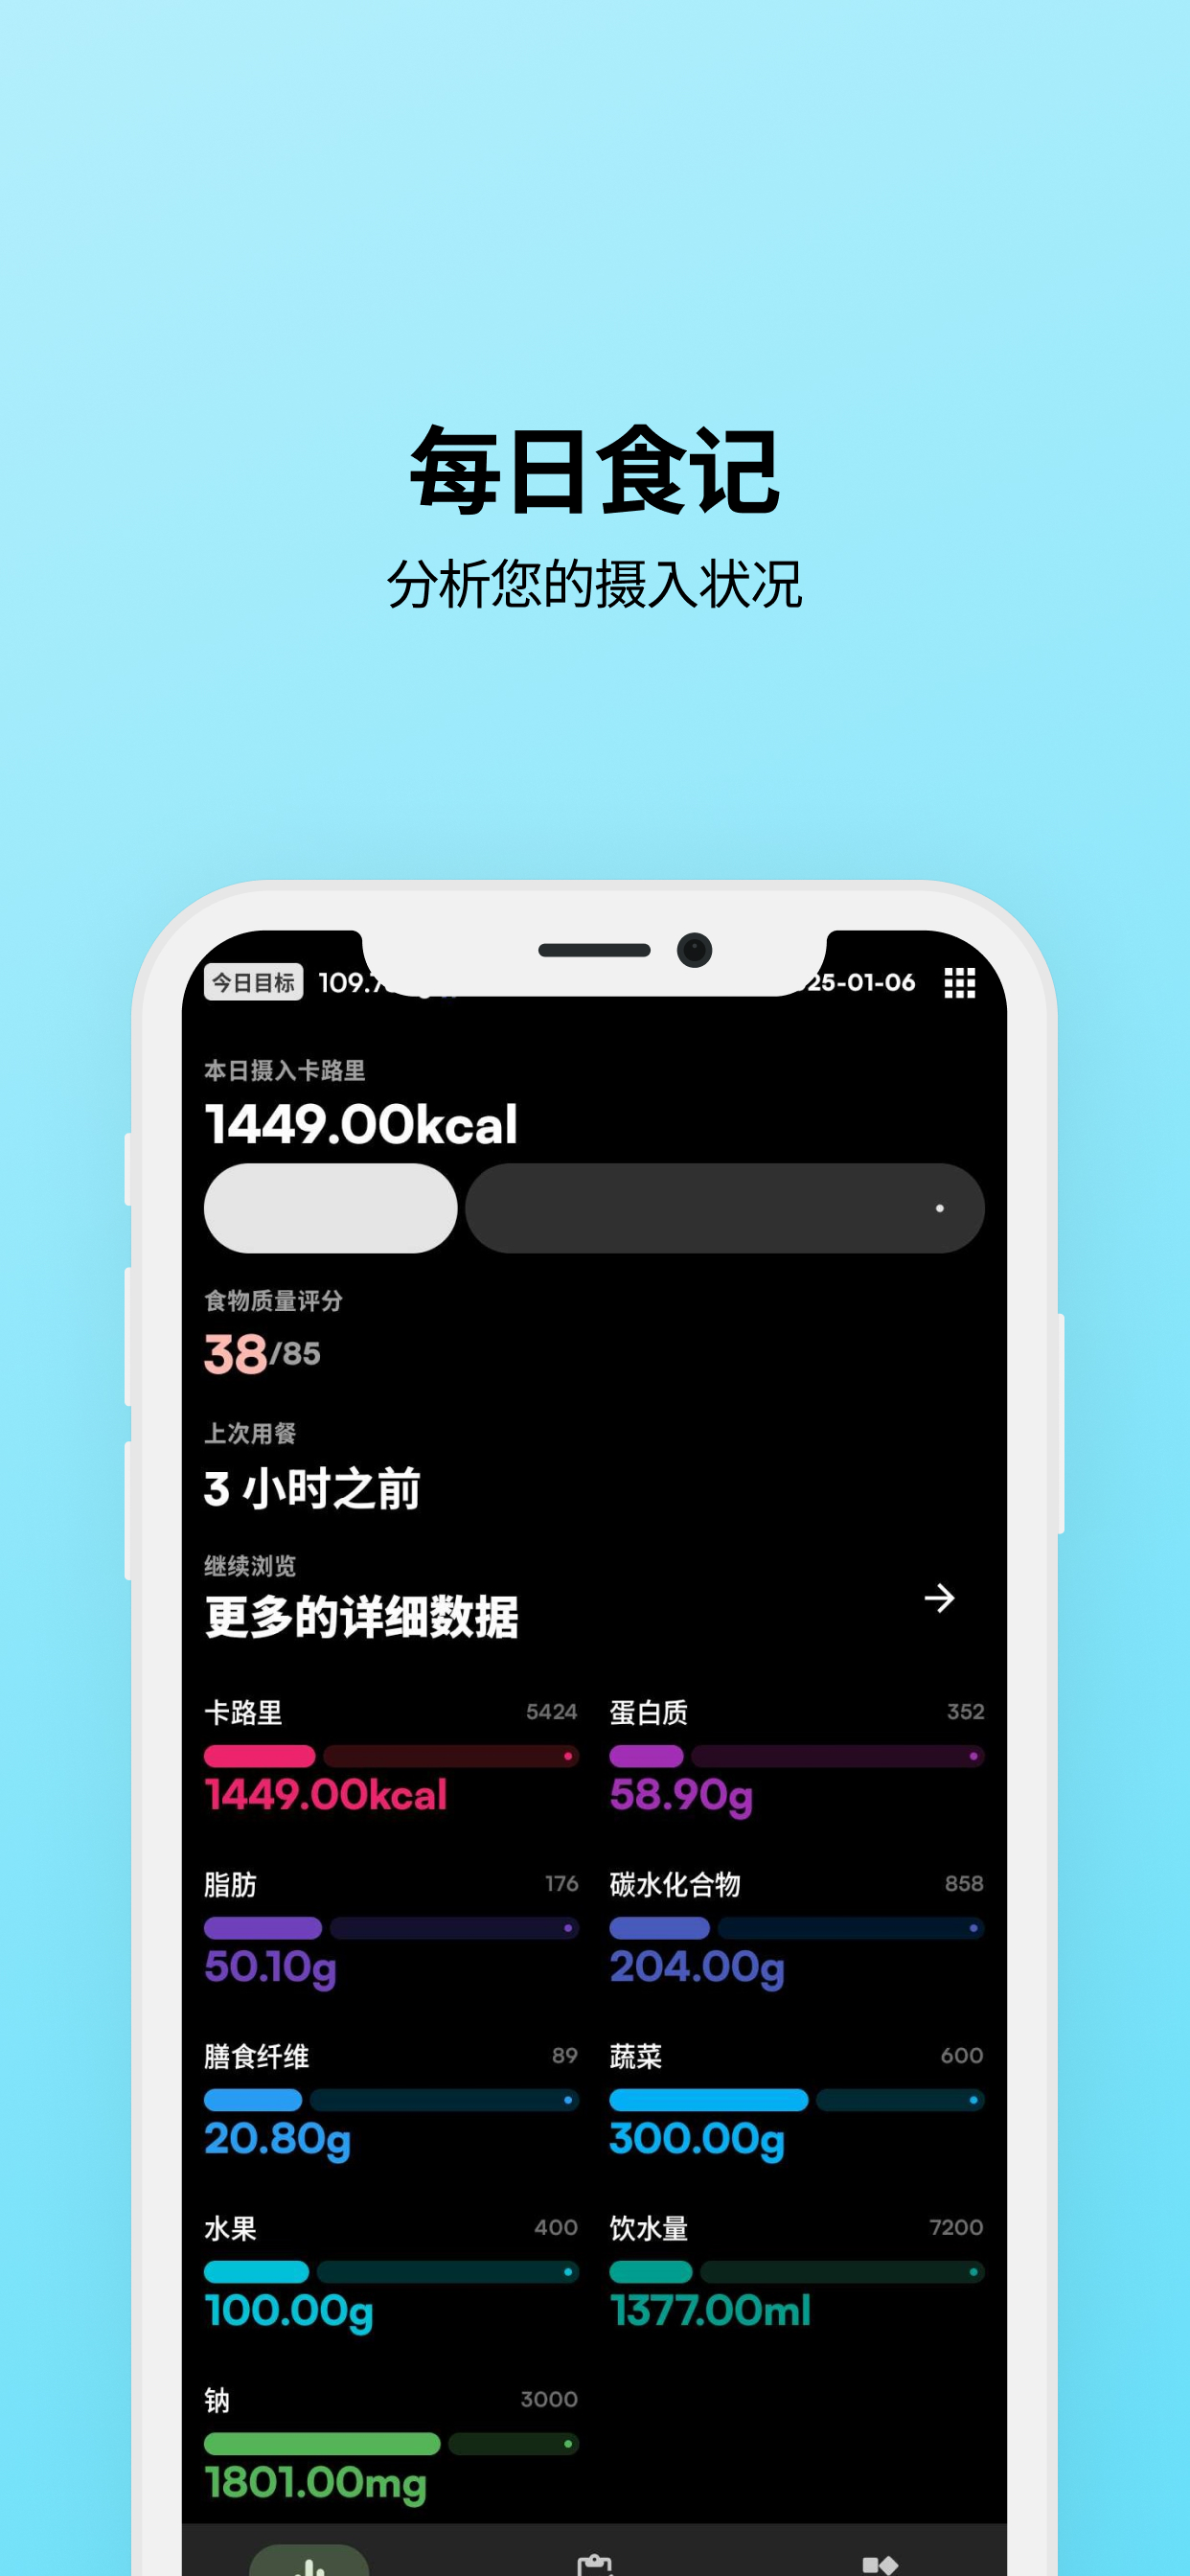 每日食记
分析您的摄入状况
今日目标
25-01-06
本日摄入卡路里
1449.00kcal
食物质量评分
38/85
上次用餐
3 小时之前
继续浏览
更多的详细数据
卡路里 5424
1449.00kcal
蛋白质 352
58.90g
脂肪 176
50.10g
碳水化合物 858
204.00g
膳食纤维 89
20.80g
蔬菜 600
300.00g
水果 400
100.00g
饮水量 7200
1377.00ml
钠 3000
1801.00mg